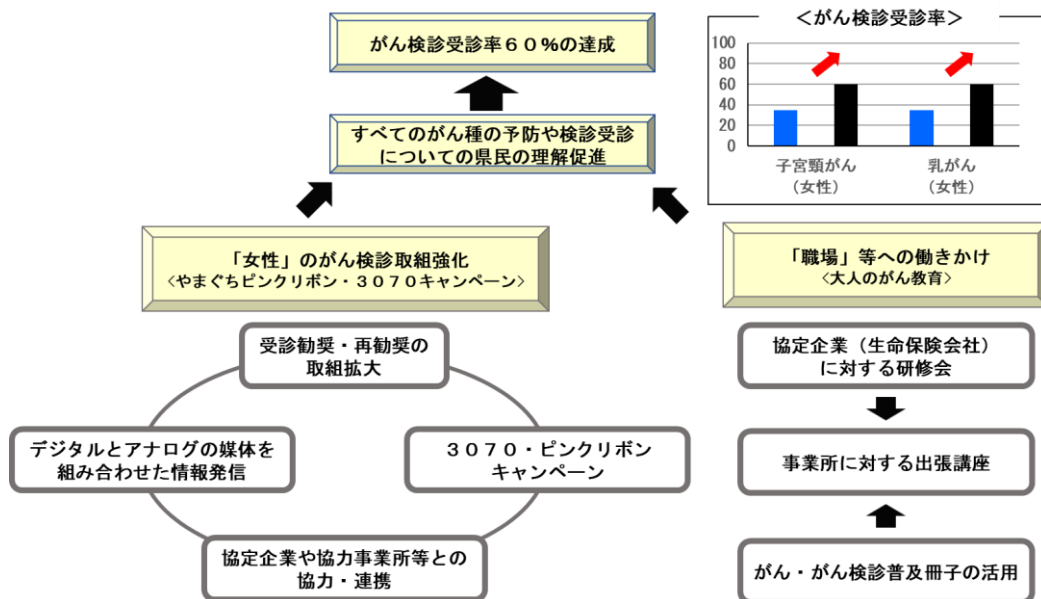 がん検診受診率６０％の達成
すべてのがん種の予防や検診受診
についての県民の理解促進
＜がん検診受診率＞
100
80
60
40
20
0
子宮頸がん
（女性）
乳がん
（女性）
「女性」のがん検診取組強化
<やまぐちピンクリボン・３０７０キャンペーン>
受診勧奨・再勧奨の
取組拡大
デジタルとアナログの媒体を
組み合わせた情報発信
３０７０・ピンクリボン
キャンペーン
協定企業や協力事業所等との
協力・連携
「職場」等への働きかけ
<大人のがん教育>
協定企業（生命保険会社）
に対する研修会
事業所に対する出張講座
がん・がん検診普及冊子の活用